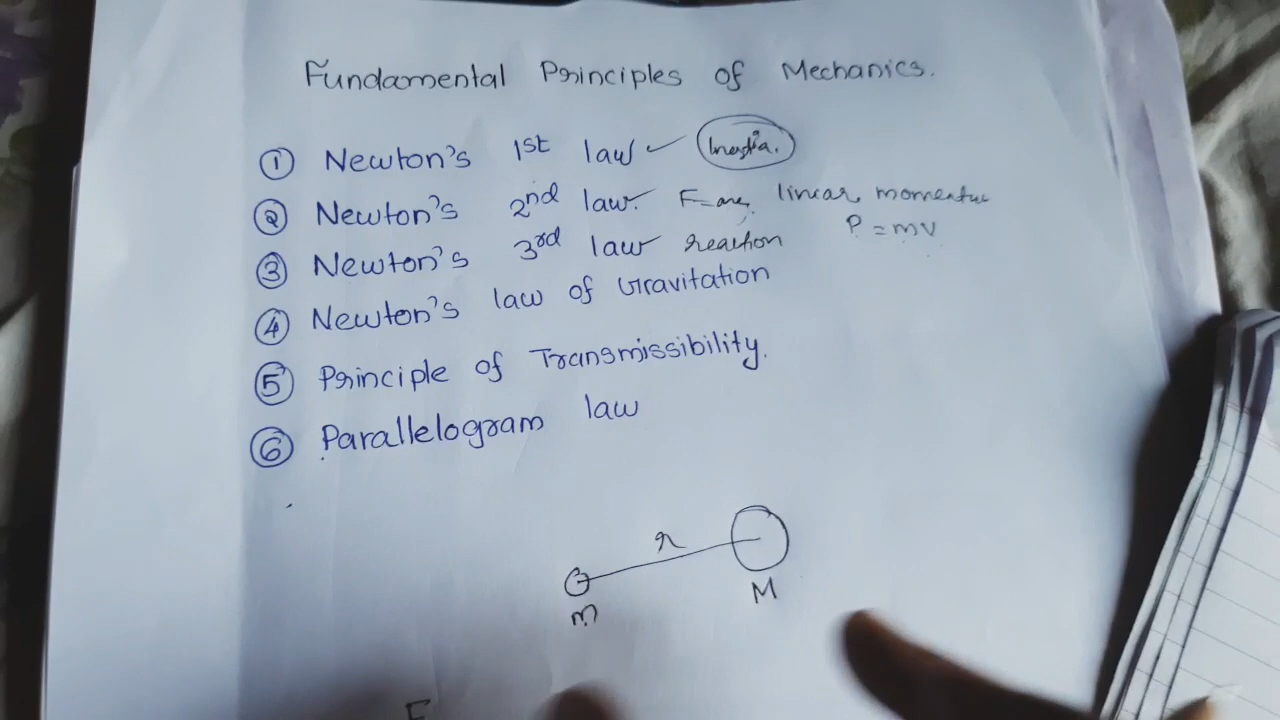 Fundamental Principles of Mechanics.
① Newton's 1st law ✓ Inertia.
② Newton's 2nd law. F=ma, linear momentum
P = mv
③ Newton's 3rd law reaction
④ Newton's law of Gravitation
⑤ Principle of Transmissibility.
⑥ Parallelogram law
r
m
M
F